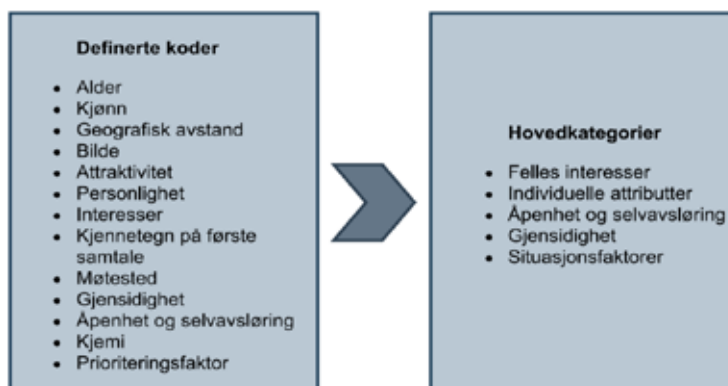 Definerte koder
• Alder
• Kjønn
• Geografisk avstand
• Bilde
• Attraktivitet
• Personlighet
• Interesser
• Kjennetegn på første
samtale
• Møtested
• Gjensidighet
• Åpenhet og selvavsløring
• Kjemi
• Prioriteringsfaktor
Hovedkategorier
• Felles interesser
• Individuelle attributter
• Åpenhet og selvavsløring
• Gjensidighet
• Situasjonsfaktorer